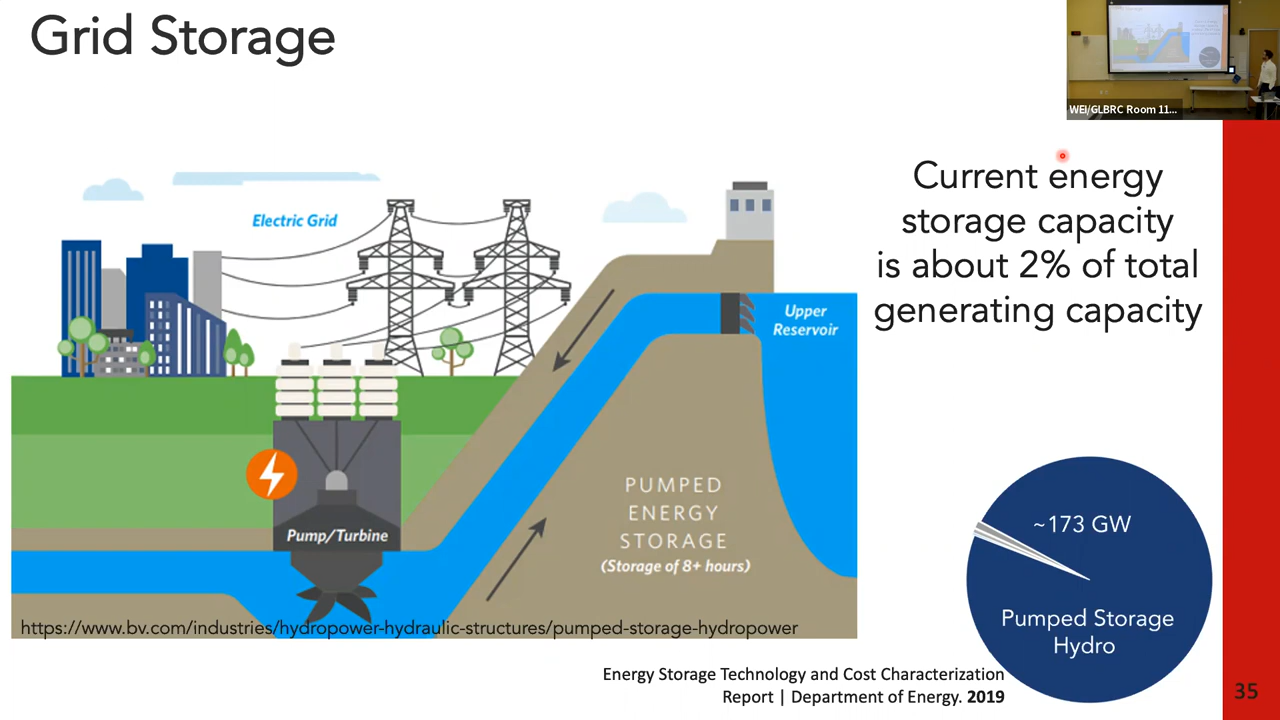 Grid Storage
WEI/GLBRC Room 11...
Current energy
storage capacity
is about 2% of total
generating capacity
Electric Grid
Upper
Reservoir
PUMPED
ENERGY
STORAGE
(Storage of 8+ hours)
Pump/Turbine
https://www.bv.com/industries/hydropower-hydraulic-structures/pumped-storage-hydropower
~173 GW
Pumped Storage
Hydro
Energy Storage Technology and Cost Characterization
Report | Department of Energy. 2019
35